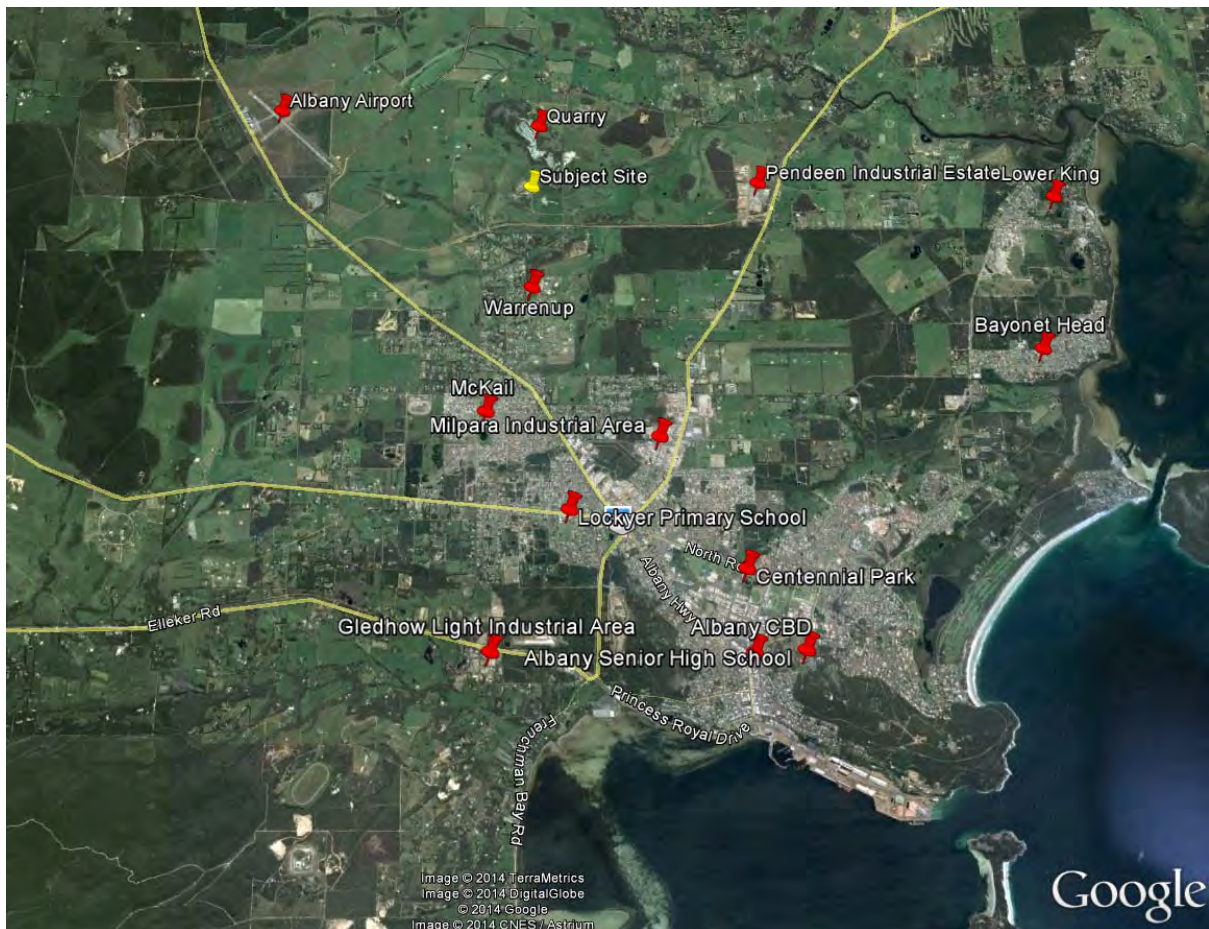 Albany Airport
Quarry
Subject Site
Pendeen Industrial Estate
Lower King
Warrenup
Bayonet Head
McKail
Milpara Industrial Area
Lockyer Primary School
North Rd
Centennial Park
Albany Hwy
Elleker Rd
Gledhow Light Industrial Area
Albany CBD
Albany Senior High School
Princess Royal Drive
Frenchman Bay Rd
Image © 2014 TerraMetrics
Image © 2014 DigitalGlobe
© 2014 Google
Image © 2014 CNES / Astrium
Google